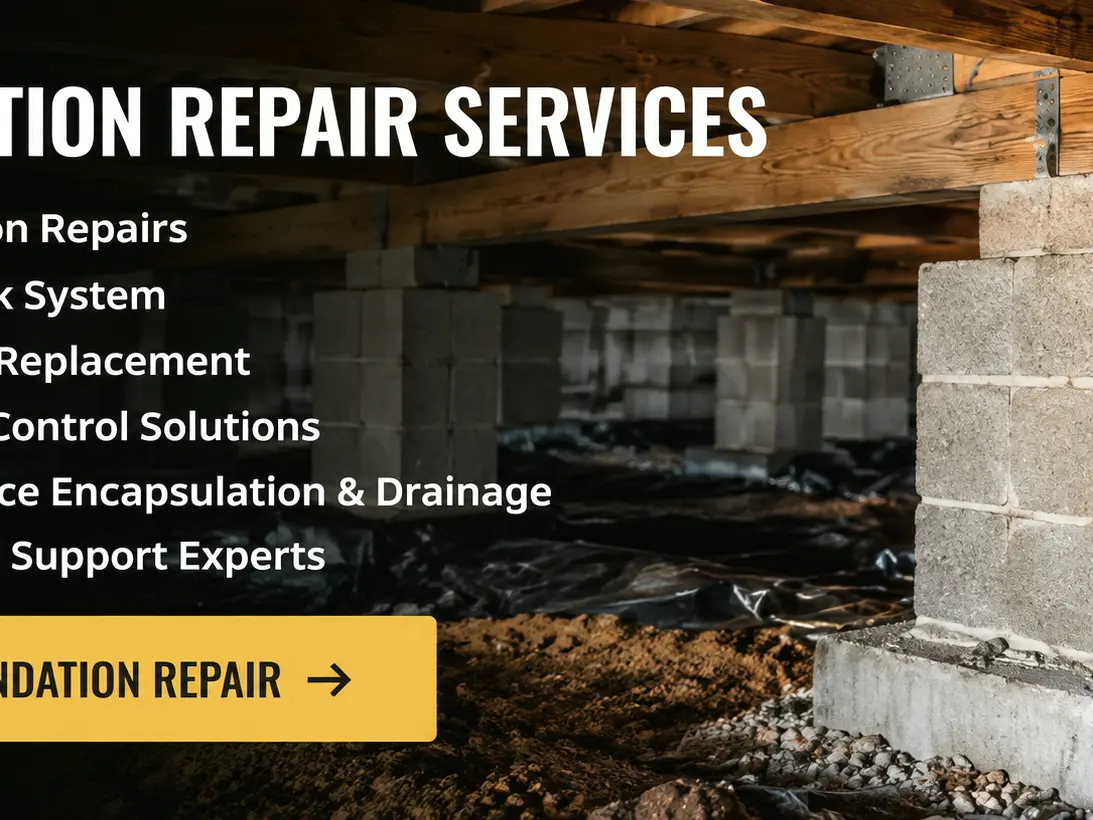 TION REPAIR SERVICES
on Repairs
k System
Replacement
Control Solutions
ce Encapsulation & Drainage
Support Experts
NDATION REPAIR →